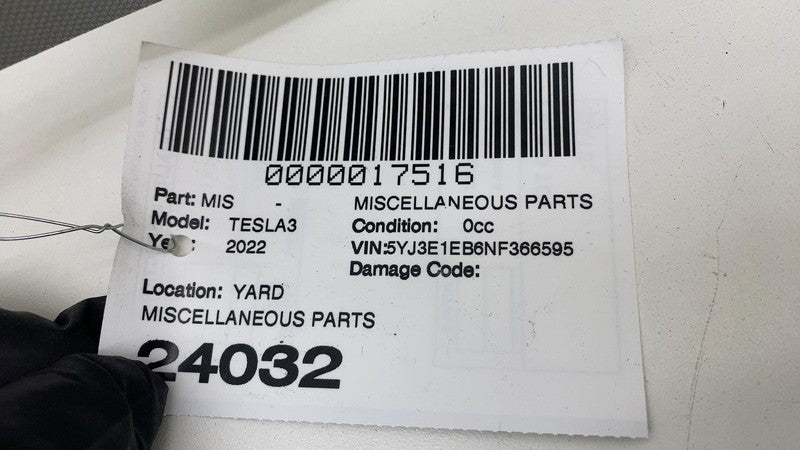 0000017516
Part: MIS - MISCELLANEOUS PARTS
Model: TESLA3 Condition: 0cc
Ye : 2022 VIN:5YJ3E1EB6NF366595
Damage Code:
Location: YARD
MISCELLANEOUS PARTS
24032